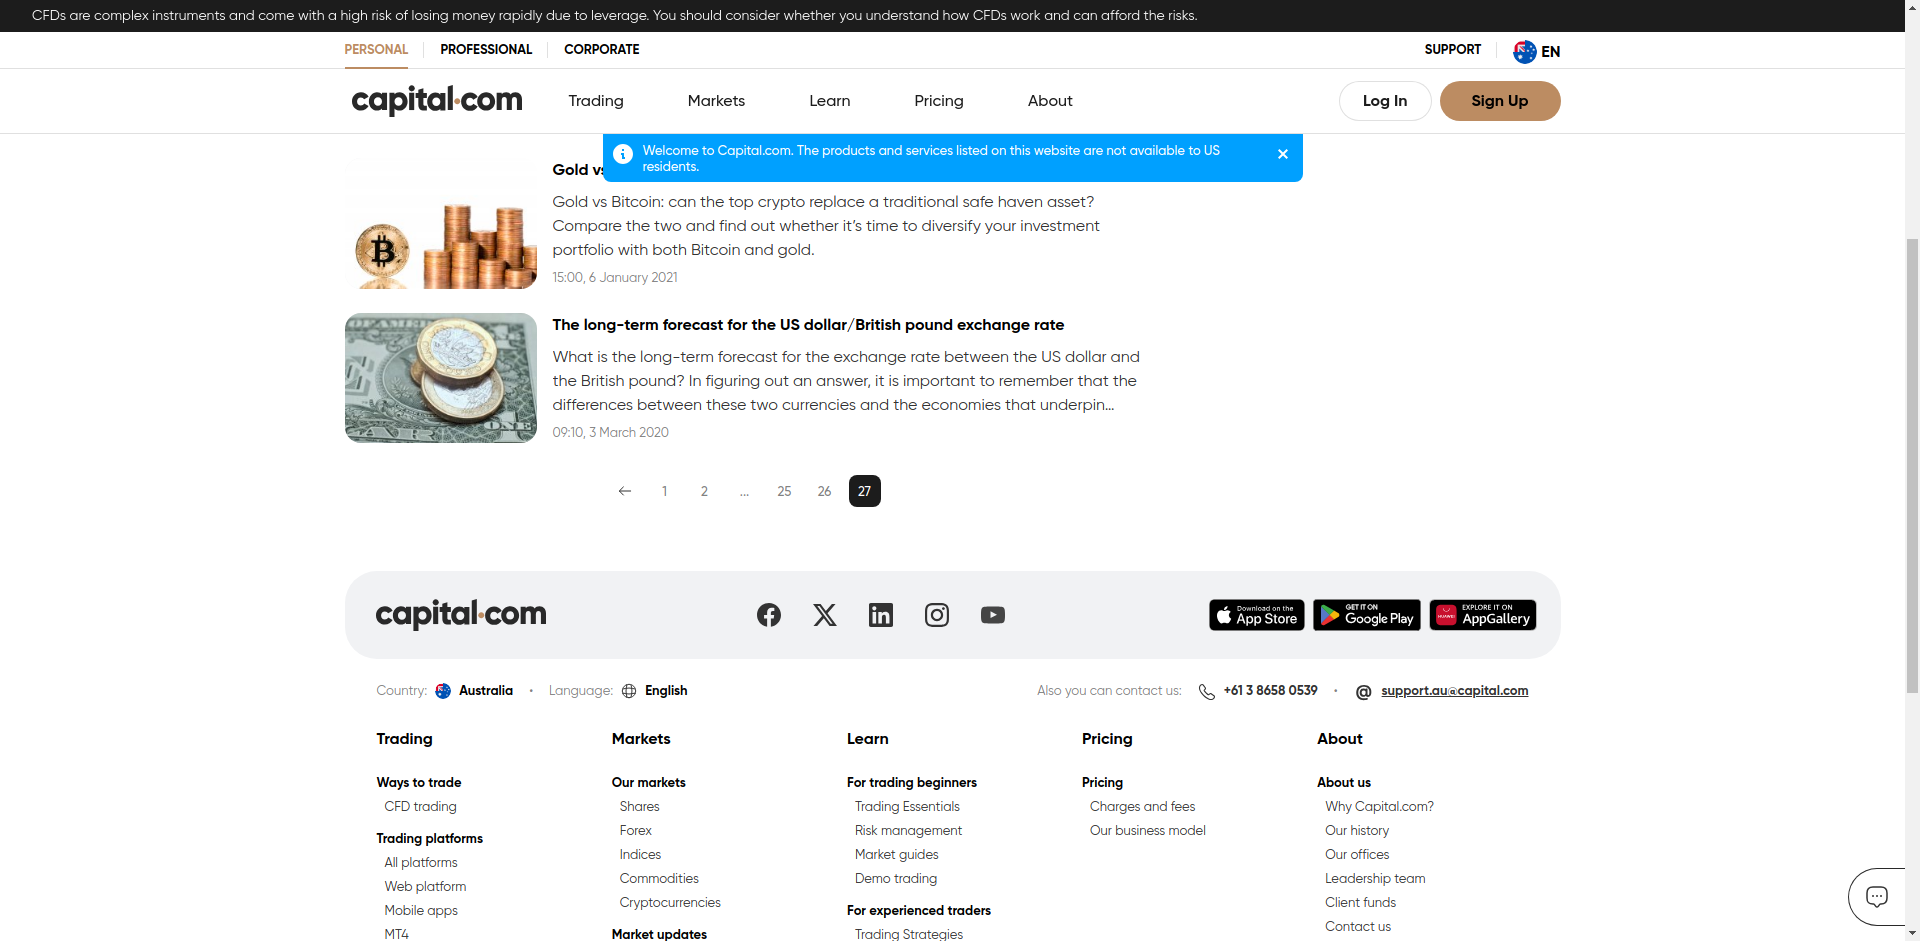 CFDs are complex instruments and come with a high risk of losing money rapidly due to leverage. You should consider whether you understand how CFDs work and can afford the risks.
PERSONAL
PROFESSIONAL
CORPORATE
SUPPORT
EN
capital.com
Trading
Markets
Learn
Pricing
About
Log In
Sign Up
Welcome to Capital.com. The products and services listed on this website are not available to US
residents.
Gold vs
Gold vs Bitcoin: can the top crypto replace a traditional safe haven asset?
Compare the two and find out whether it’s time to diversify your investment
portfolio with both Bitcoin and gold.
15:00, 6 January 2021
The long-term forecast for the US dollar/British pound exchange rate
What is the long-term forecast for the exchange rate between the US dollar and
the British pound? In figuring out an answer, it is important to remember that the
differences between these two currencies and the economies that underpin...
09:10, 3 March 2020
1
2
...
25
26
27
capital.com
Download on the
App Store
GET IT ON
Google Play
EXPLORE IT ON
AppGallery
Country:
Australia
Language:
English
Also you can contact us:
+61 3 8658 0539
support.au@capital.com
Trading
Markets
Learn
Pricing
About
Ways to trade
CFD trading
Trading platforms
All platforms
Web platform
Mobile apps
MT4
Our markets
Shares
Forex
Indices
Commodities
Cryptocurrencies
Market updates
For trading beginners
Trading Essentials
Risk management
Market guides
Demo trading
For experienced traders
Trading Strategies
Pricing
Charges and fees
Our business model
About us
Why Capital.com?
Our history
Our offices
Leadership team
Client funds
Contact us